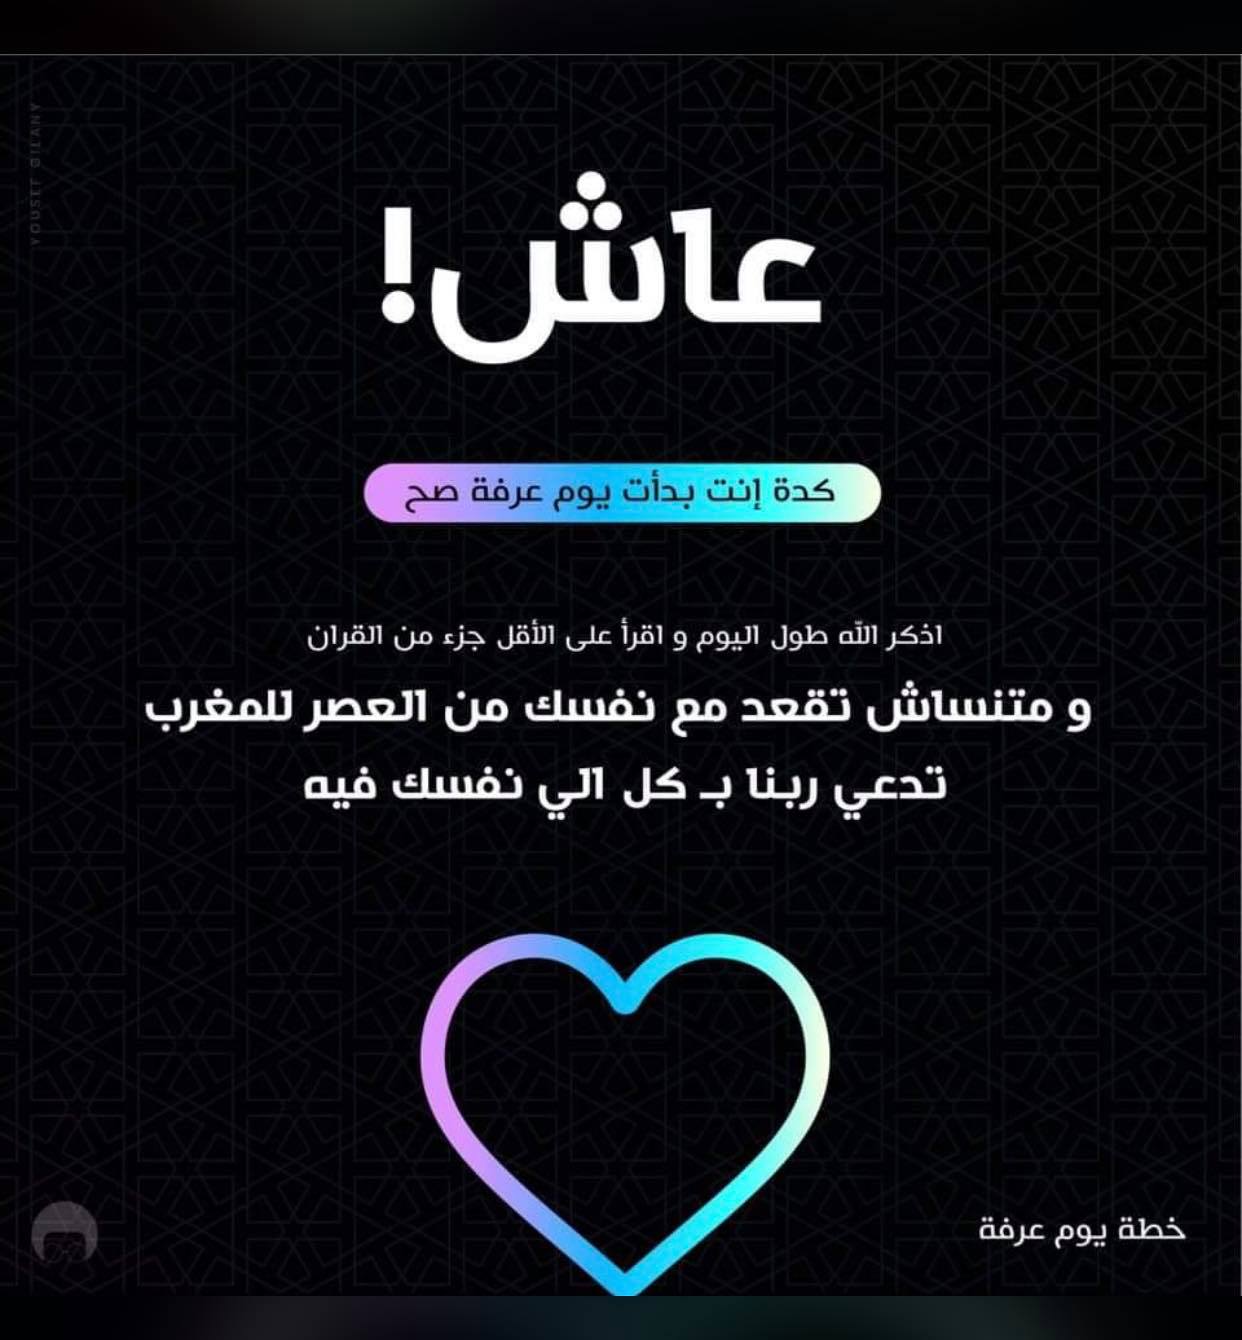 YOUSEF GILANY
عاش!
كدة إنت بدأت يوم عرفة صح
اذكر الله طول اليوم و اقرأ على الأقل جزء من القران
و متنساش تقعد مع نفسك من العصر للمغرب
تدعي ربنا بـ كل الي نفسك فيه
خطة يوم عرفة